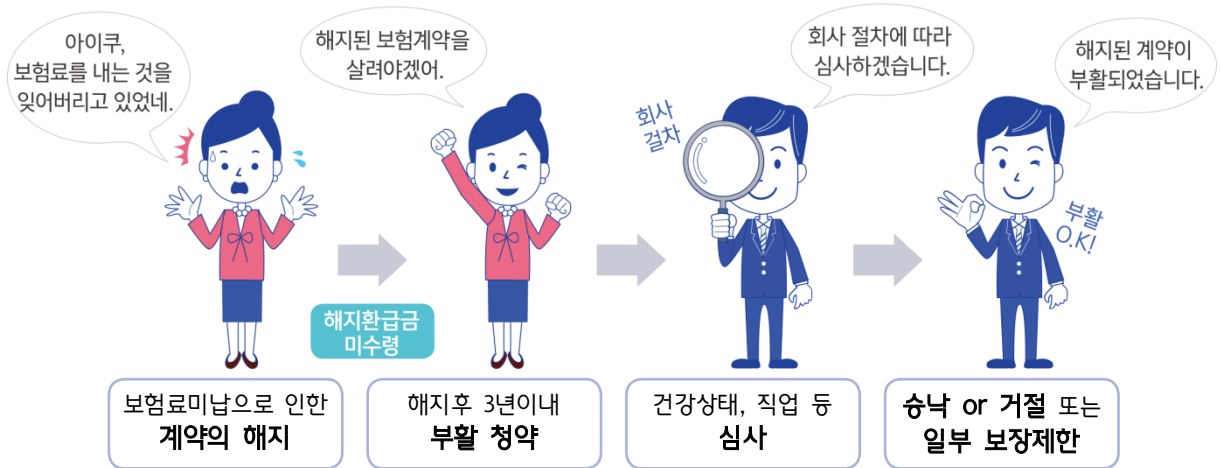 아이쿠,
보험료를 내는 것을
잊어버리고 있었네.
해지된 보험계약을
살려야겠어.
회사 절차에 따라
심사하겠습니다.
해지된 계약이
부활되었습니다.
회사
절차
부활
O.K!
해지환급금
미수령
보험료미납으로 인한
계약의 해지
해지후 3년이내
부활 청약
건강상태, 직업 등
심사
승낙 or 거절 또는
일부 보장제한